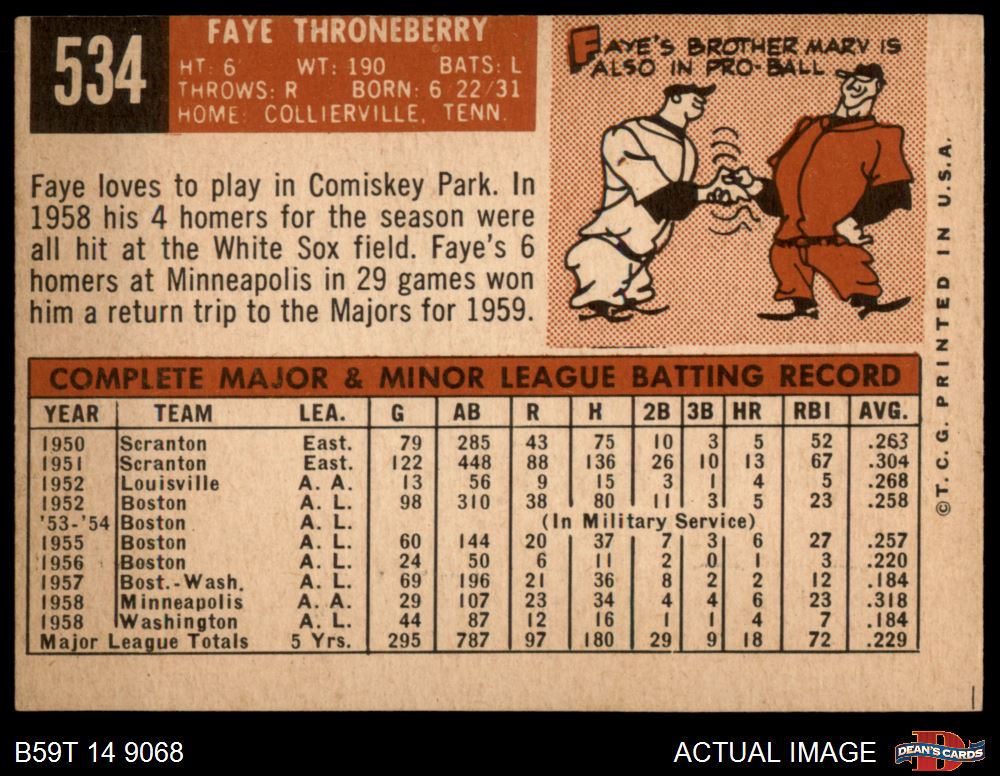 534
FAYE THRONEBERRY
HT: 6' WT: 190 BATS: L
THROWS: R BORN: 6 22/31
HOME: COLLIERVILLE, TENN.
FAYE'S BROTHER MARV IS
ALSO IN PRO-BALL
Faye loves to play in Comiskey Park. In
1958 his 4 homers for the season were
all hit at the White Sox field. Faye's 6
homers at Minneapolis in 29 games won
him a return trip to the Majors for 1959.
COMPLETE MAJOR & MINOR LEAGUE BATTING RECORD
YEAR TEAM LEA. G AB R H 2B 3B HR RBI AVG.
1950 Scranton East. 79 285 43 75 10 3 5 52 .263
1951 Scranton East. 122 448 88 136 26 10 13 67 .304
1952 Louisville A. A. 13 56 9 15 3 1 4 5 .268
1952 Boston A. L. 98 310 38 80 11 3 5 23 .258
'53-'54 Boston A. L. (In Military Service)
1955 Boston A. L. 60 144 20 37 7 3 6 27 .257
1956 Boston A. L. 24 50 6 11 2 0 1 3 .220
1957 Bost.-Wash. A. L. 69 196 21 36 8 2 2 12 .184
1958 Minneapolis A. A. 29 107 23 34 4 4 6 23 .318
1958 Washington A. L. 44 87 12 16 1 1 4 7 .184
Major League Totals 5 Yrs. 295 787 97 180 29 9 18 72 .229
©T.C.G. PRINTED IN U.S.A.
B59T 14 9068
ACTUAL IMAGE
D
DEAN'S CARDS